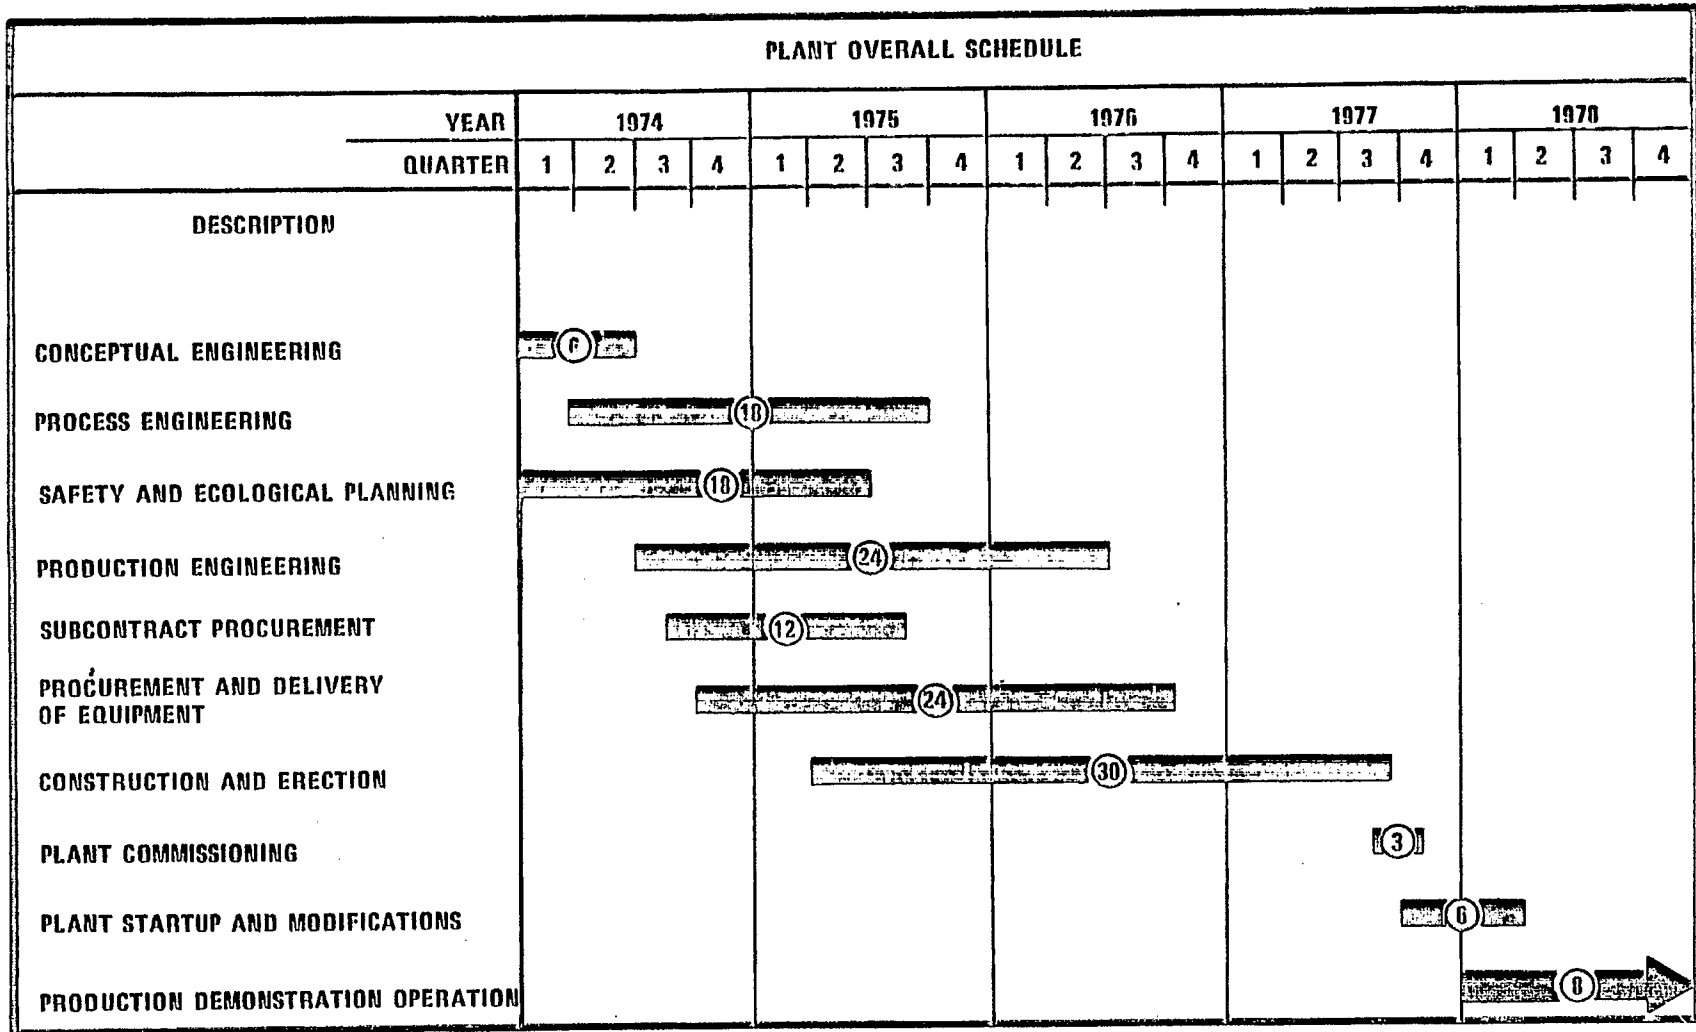 PLANT OVERALL SCHEDULE
YEAR 1974 1975 1976 1977 1978
QUARTER 1 2 3 4 1 2 3 4 1 2 3 4 1 2 3 4 1 2 3 4
DESCRIPTION
CONCEPTUAL ENGINEERING 6
PROCESS ENGINEERING 18
SAFETY AND ECOLOGICAL PLANNING 18
PRODUCTION ENGINEERING 24
SUBCONTRACT PROCUREMENT 12
PROCUREMENT AND DELIVERY
OF EQUIPMENT 24
CONSTRUCTION AND ERECTION 30
PLANT COMMISSIONING 3
PLANT STARTUP AND MODIFICATIONS 6
PRODUCTION DEMONSTRATION OPERATION 8